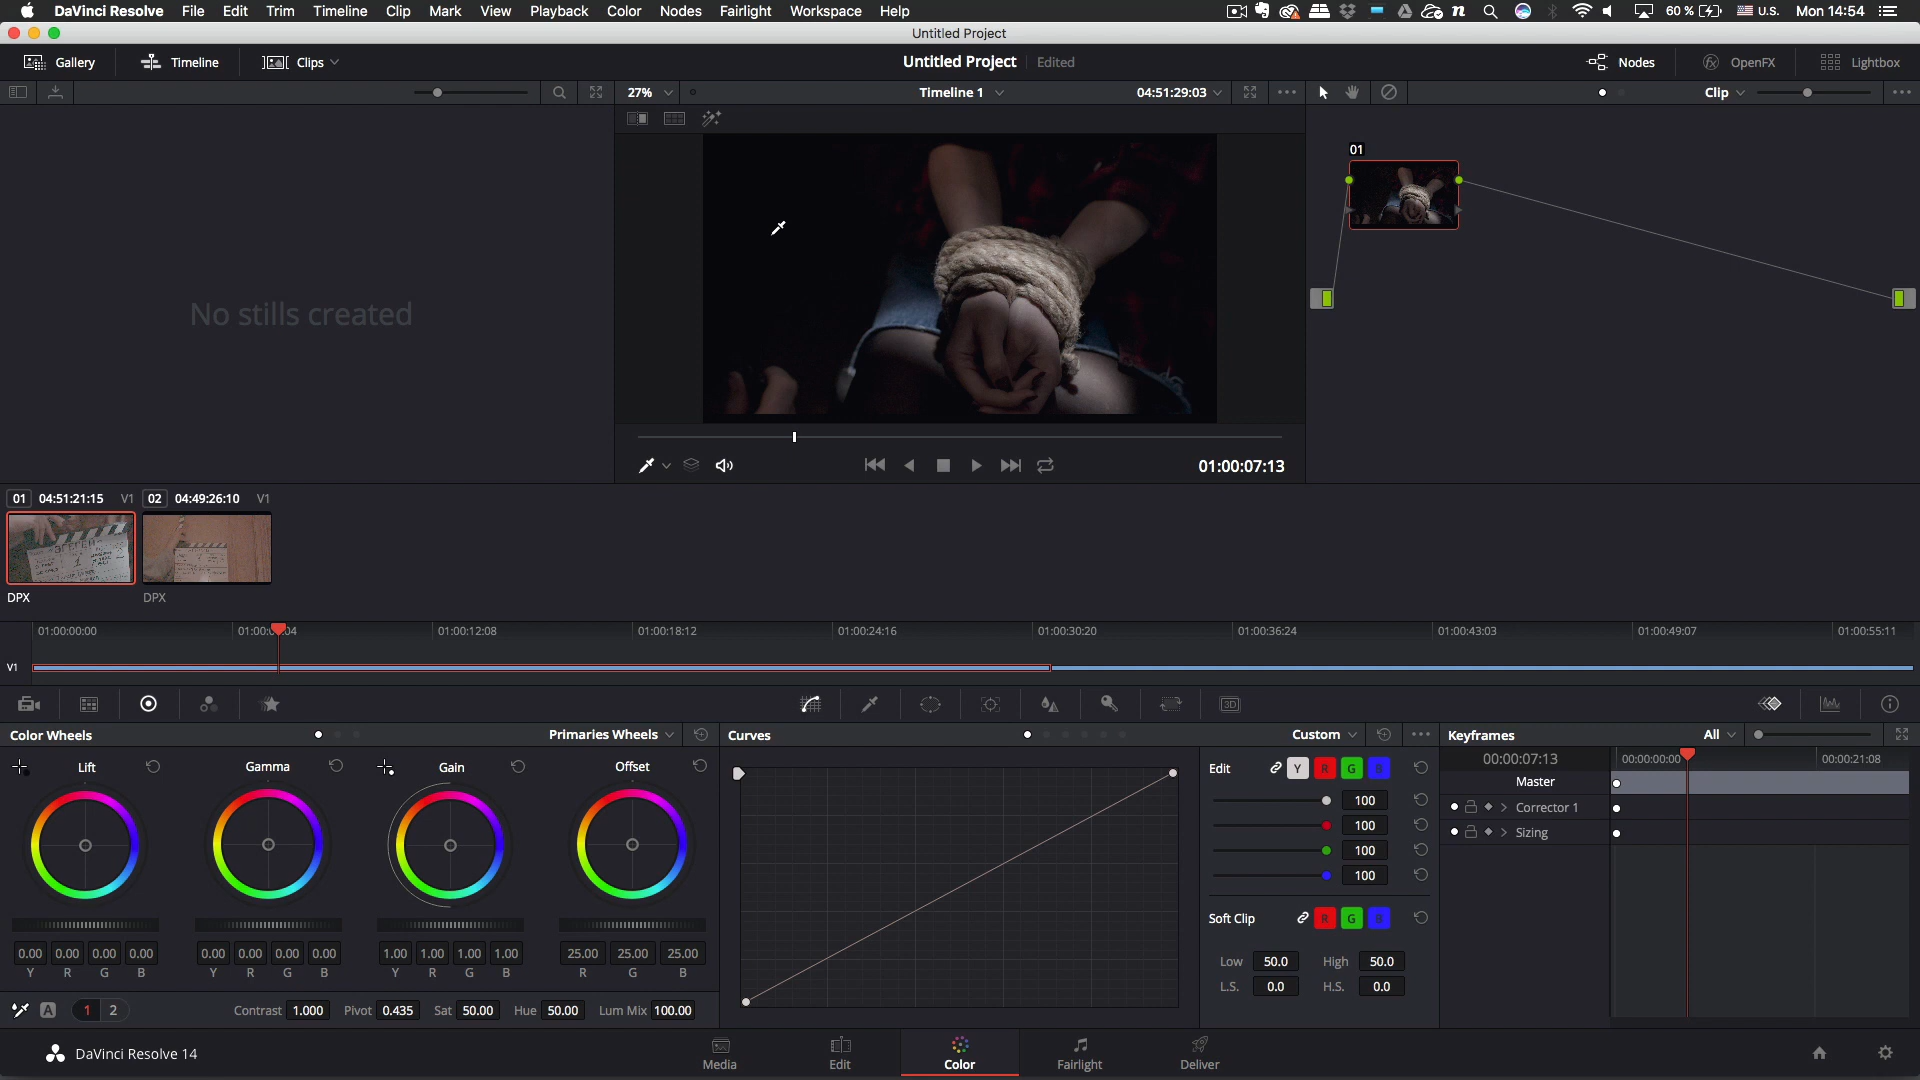 DaVinci Resolve File Edit Trim Timeline Clip Mark View Playback Color Nodes Fairlight Workspace Help 60 % U.S. Mon 14:54
Untitled Project
Gallery Timeline Clips Untitled Project Edited Nodes OpenFX Lightbox
27% Timeline 1 04:51:29:03 Clip
01
No stills created
01:00:07:13
01 04:51:21:15 V1 02 04:49:26:10 V1
DPX DPX
01:00:00:00 01:00: 04 01:00:12:08 01:00:18:12 01:00:24:16 01:00:30:20 01:00:36:24 01:00:43:03 01:00:49:07 01:00:55:11
V1
3D
Color Wheels Primaries Wheels Curves Custom Keyframes All
Lift Gamma Gain Offset Edit Y R G B 00:00:07:13 00:00:00:00 00:00:21:08
Master
100 Corrector 1
100 Sizing
100
100
Soft Clip R G B
0.00 0.00 0.00 0.00 0.00 0.00 0.00 0.00 1.00 1.00 1.00 1.00 25.00 25.00 25.00 Low 50.0 High 50.0
Y R G B Y R G B Y R G B R G B L.S. 0.0 H.S. 0.0
A 1 2 Contrast 1.000 Pivot 0.435 Sat 50.00 Hue 50.00 Lum Mix 100.00
DaVinci Resolve 14 Media Edit Color Fairlight Deliver